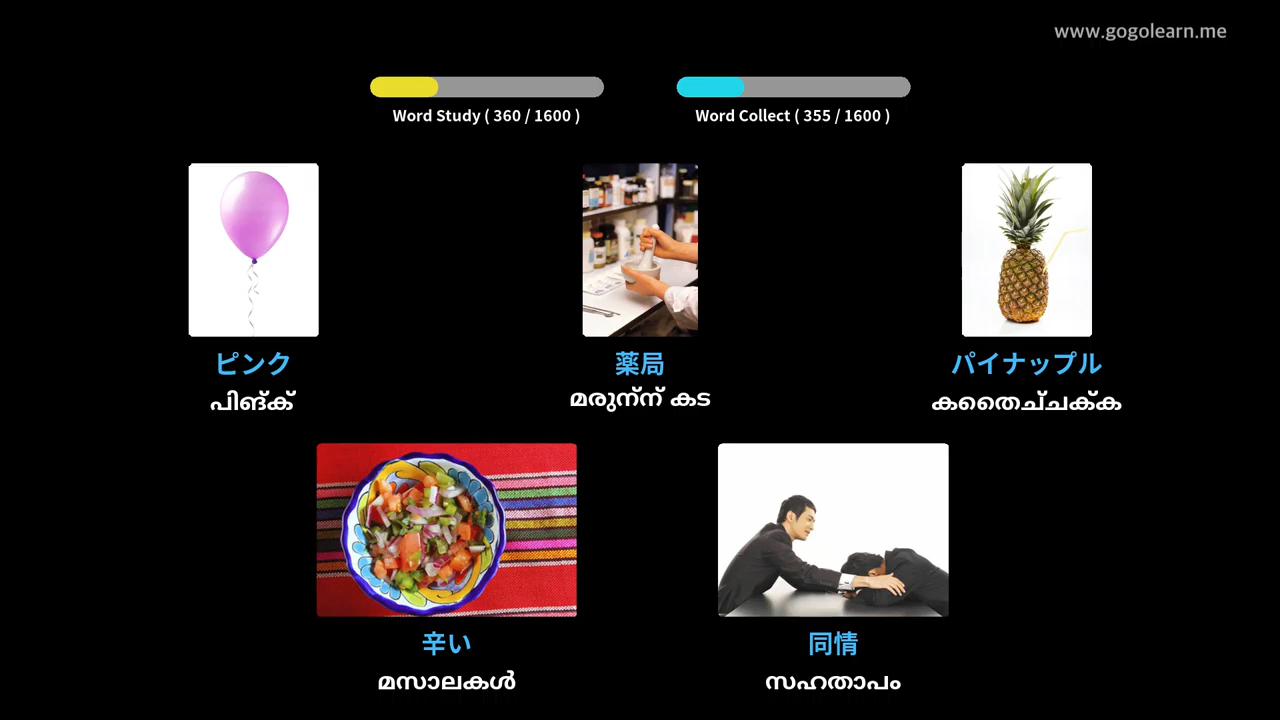 www.gogolearn.me
Word Study ( 360 / 1600 )
Word Collect ( 355 / 1600 )
ピンク
പിങ്ക്
薬局
മരുന്ന് കട
パイナップル
കതൈച്ചക്ക
辛い
മസാലകൾ
同情
സഹതാപം